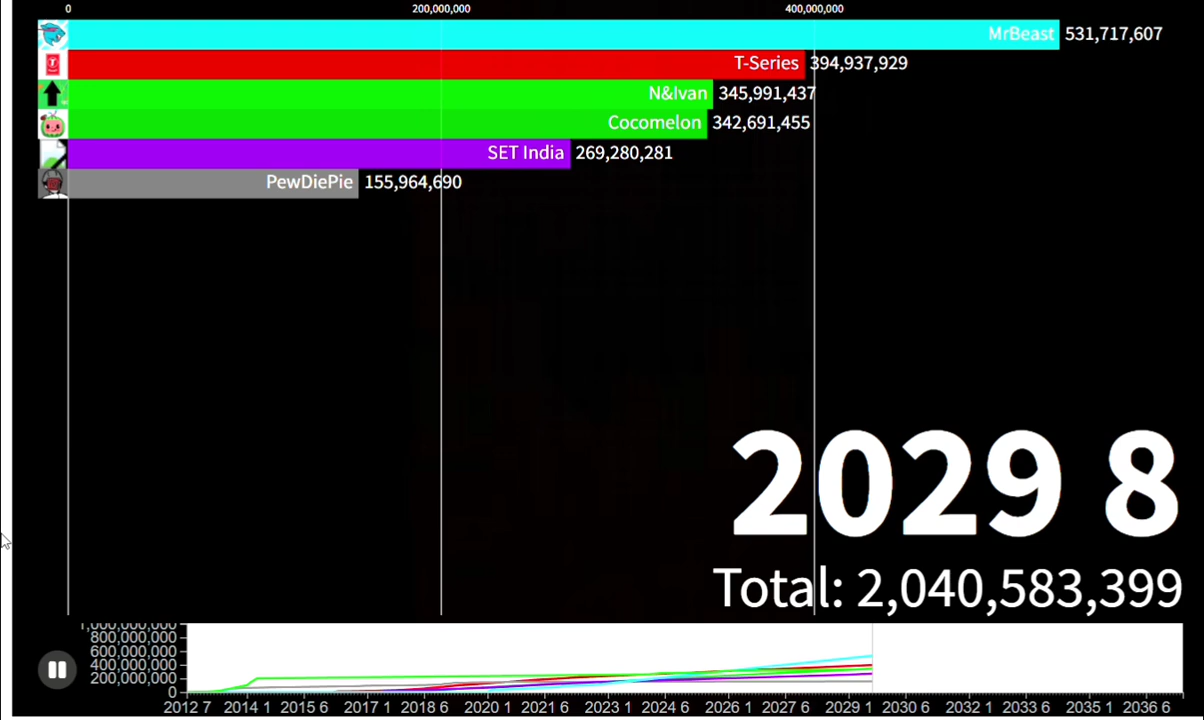 0 200,000,000 400,000,000
MrBeast 531,717,607
T-Series 394,937,929
N&Ivan 345,991,437
Cocomelon 342,691,455
SET India 269,280,281
PewDiePie 155,964,690
2029 8
Total: 2,040,583,399
1,000,000,000
800,000,000
600,000,000
400,000,000
200,000,000
0
2012 7 2014 1 2015 6 2017 1 2018 6 2020 1 2021 6 2023 1 2024 6 2026 1 2027 6 2029 1 2030 6 2032 1 2033 6 2035 1 2036 6